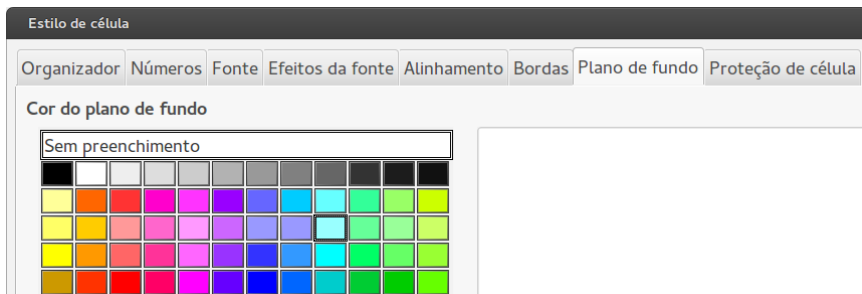 Estilo de célula
Organizador Números Fonte Efeitos da fonte Alinhamento Bordas Plano de fundo Proteção de célula
Cor do plano de fundo
Sem preenchimento